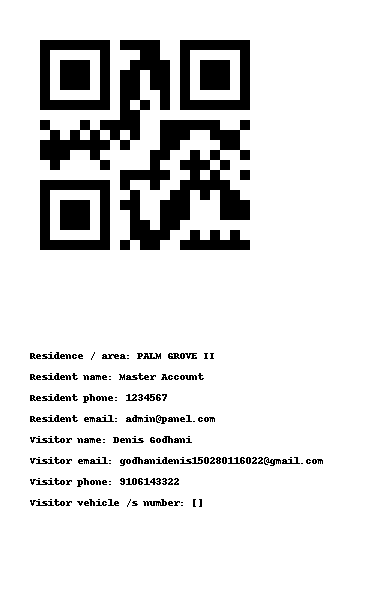 Residence / area: PALM GROVE II
Resident name: Master Account
Resident phone: 1234567
Resident email: admin@panel.com
Visitor name: Denis Godhani
Visitor email: godhanidenis150280116022@gmail.com
Visitor phone: 9106143322
Visitor vehicle /s number: []